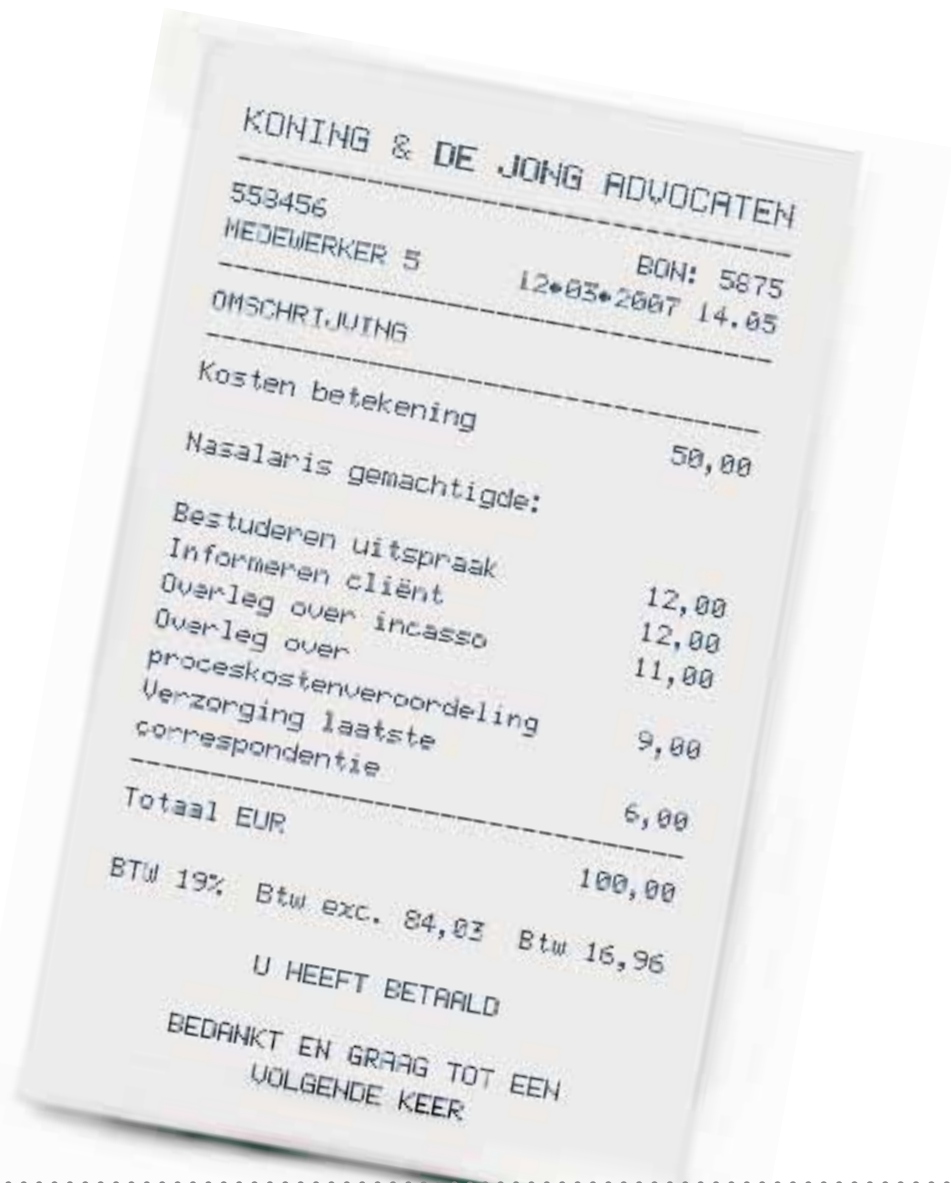 KONING & DE JONG ADVOCATEN
558456 BON: 5875
MEDEWERKER 5 12•03•2007 14.05
OMSCHRIJVING
Kosten betekening 50,00
Nasalaris gemachtigde:
Bestuderen uitspraak 12,00
Informeren cliënt 12,00
Overleg over incasso 11,00
Overleg over
proceskostenveroordeling 9,00
Verzorging laatste
correspondentie 6,00
Totaal EUR 100,00
BTW 19% Btw exc. 84,03 Btw 16,96
U HEEFT BETAALD
BEDANKT EN GRAAG TOT EEN
VOLGENDE KEER